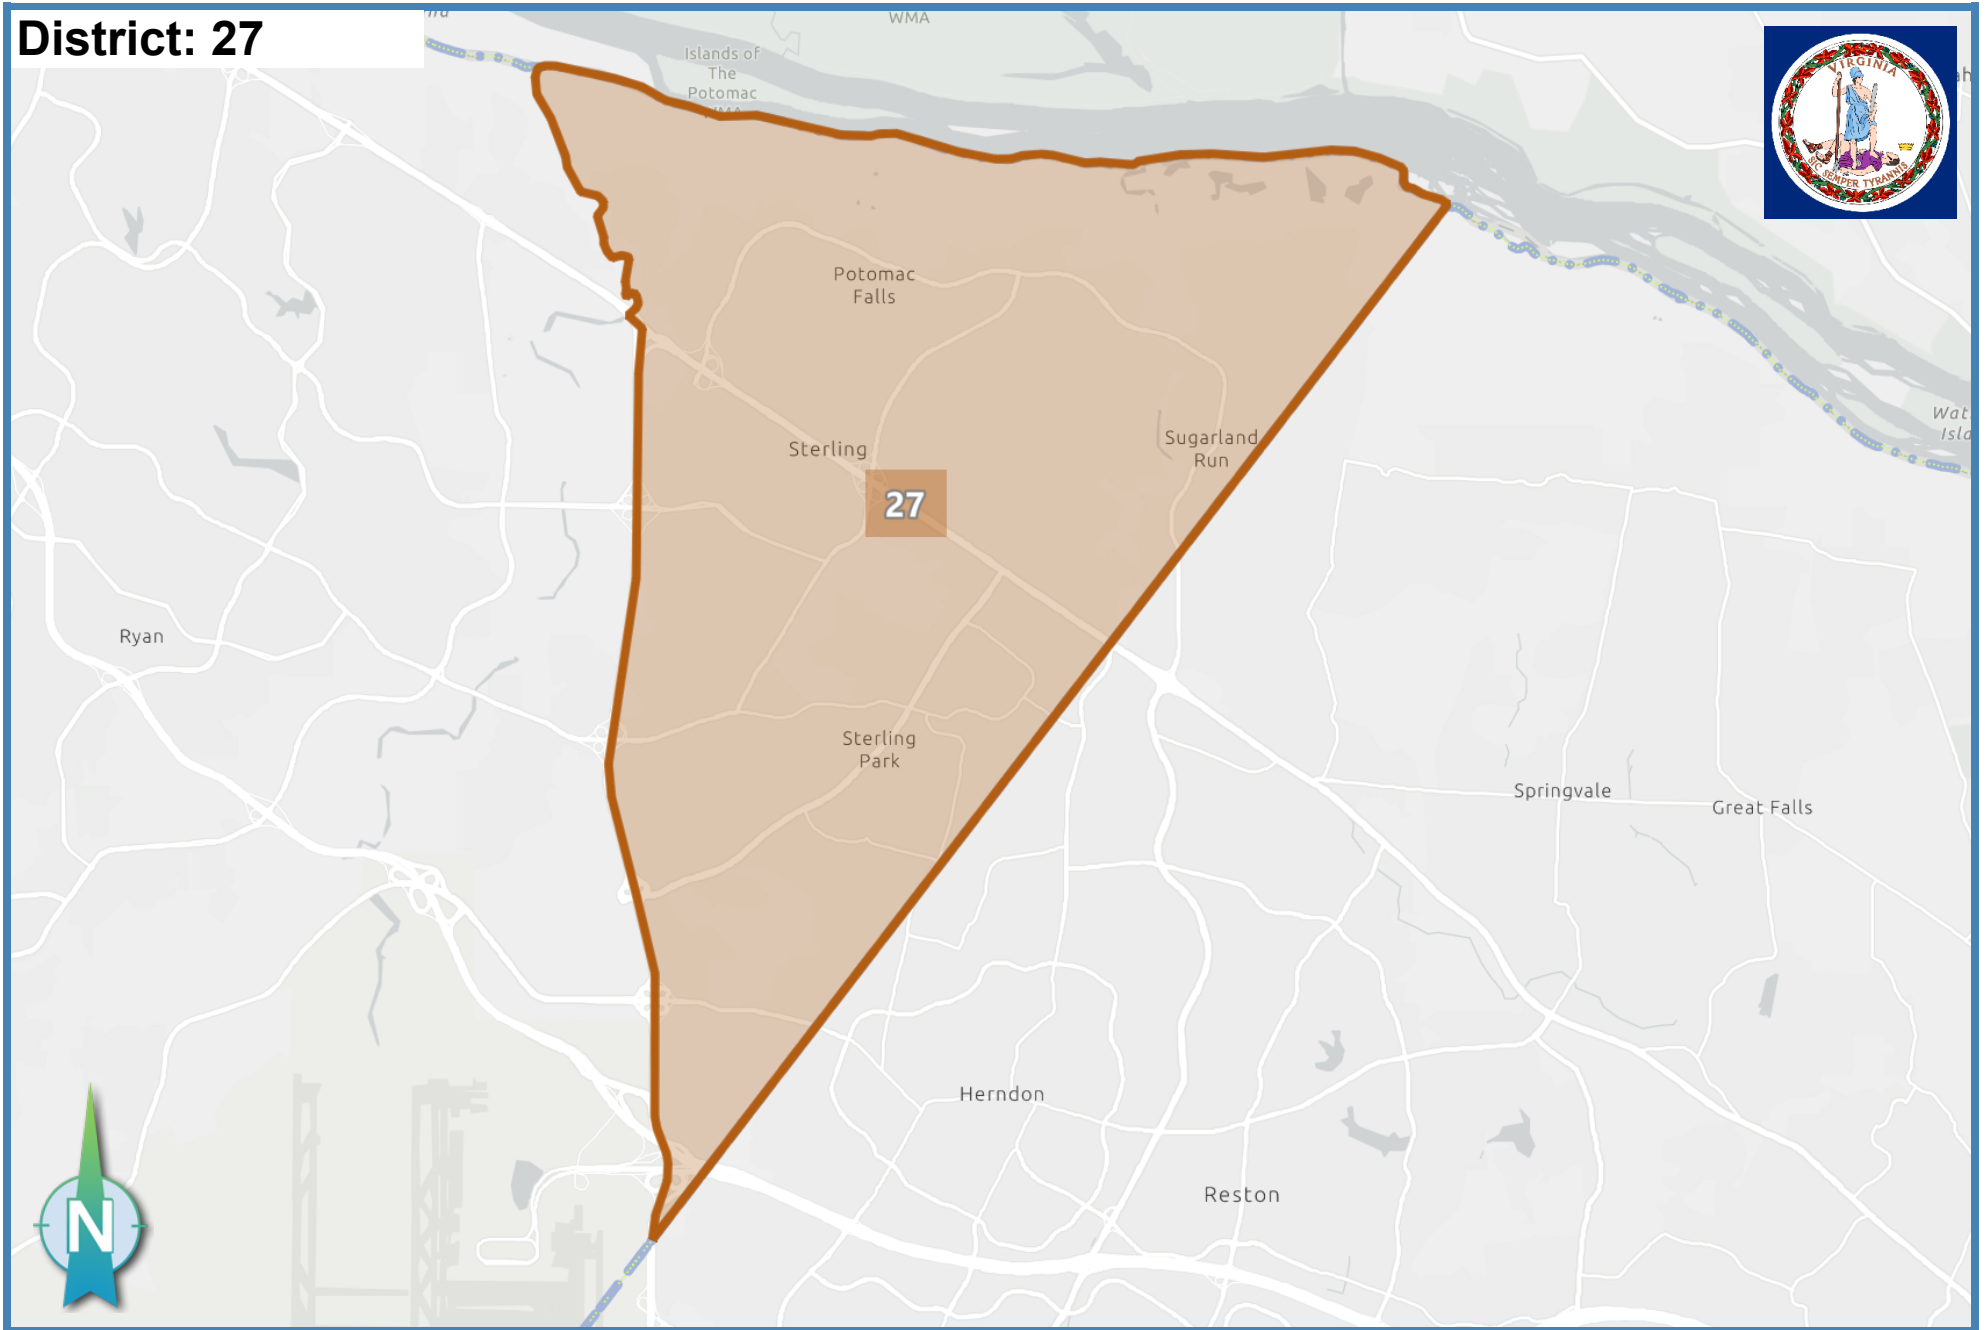 District: 27
WMA
Islands of
The
Potomac
VIRGINIA
SIC SEMPER TYRANNIS
Potomac
Falls
Sterling
Sugarland
Run
27
Ryan
Sterling
Park
Springvale
Great Falls
Herndon
Reston
N